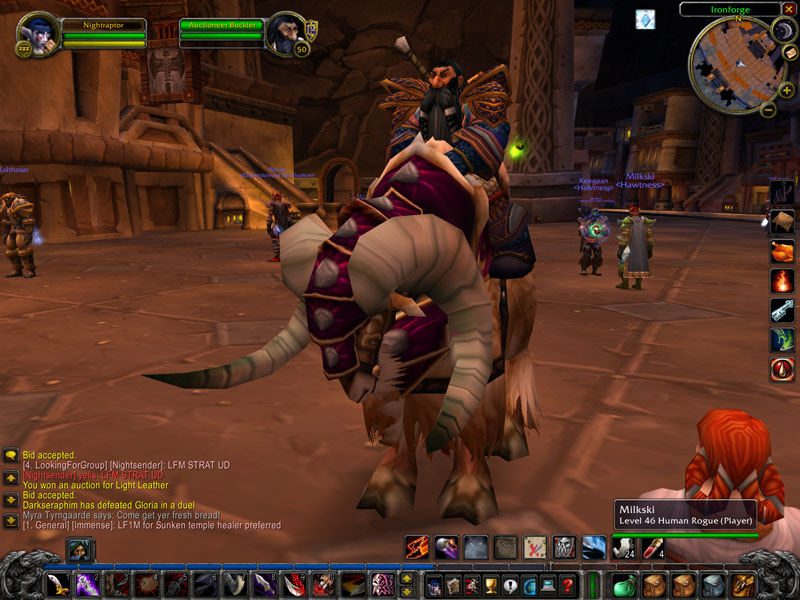 Nightraptor
Auctioneer Buckler
50
Ironforge
N
Keegaan
<Hawtness>
Milkski
<Hawtness>
Bid accepted.
[4. LookingForGroup] [Nightsender]: LFM STRAT UD
[Nightsender] yells: LFM STRAT UD
You won an auction for Light Leather
Bid accepted.
Darkseraphim has defeated Gloria in a duel
Myra Tyrngaarde says: Come get yer fresh bread!
[1. General] [Immense]: LF1M for Sunken temple healer preferred
Milkski
Level 46 Human Rogue (Player)
24
4